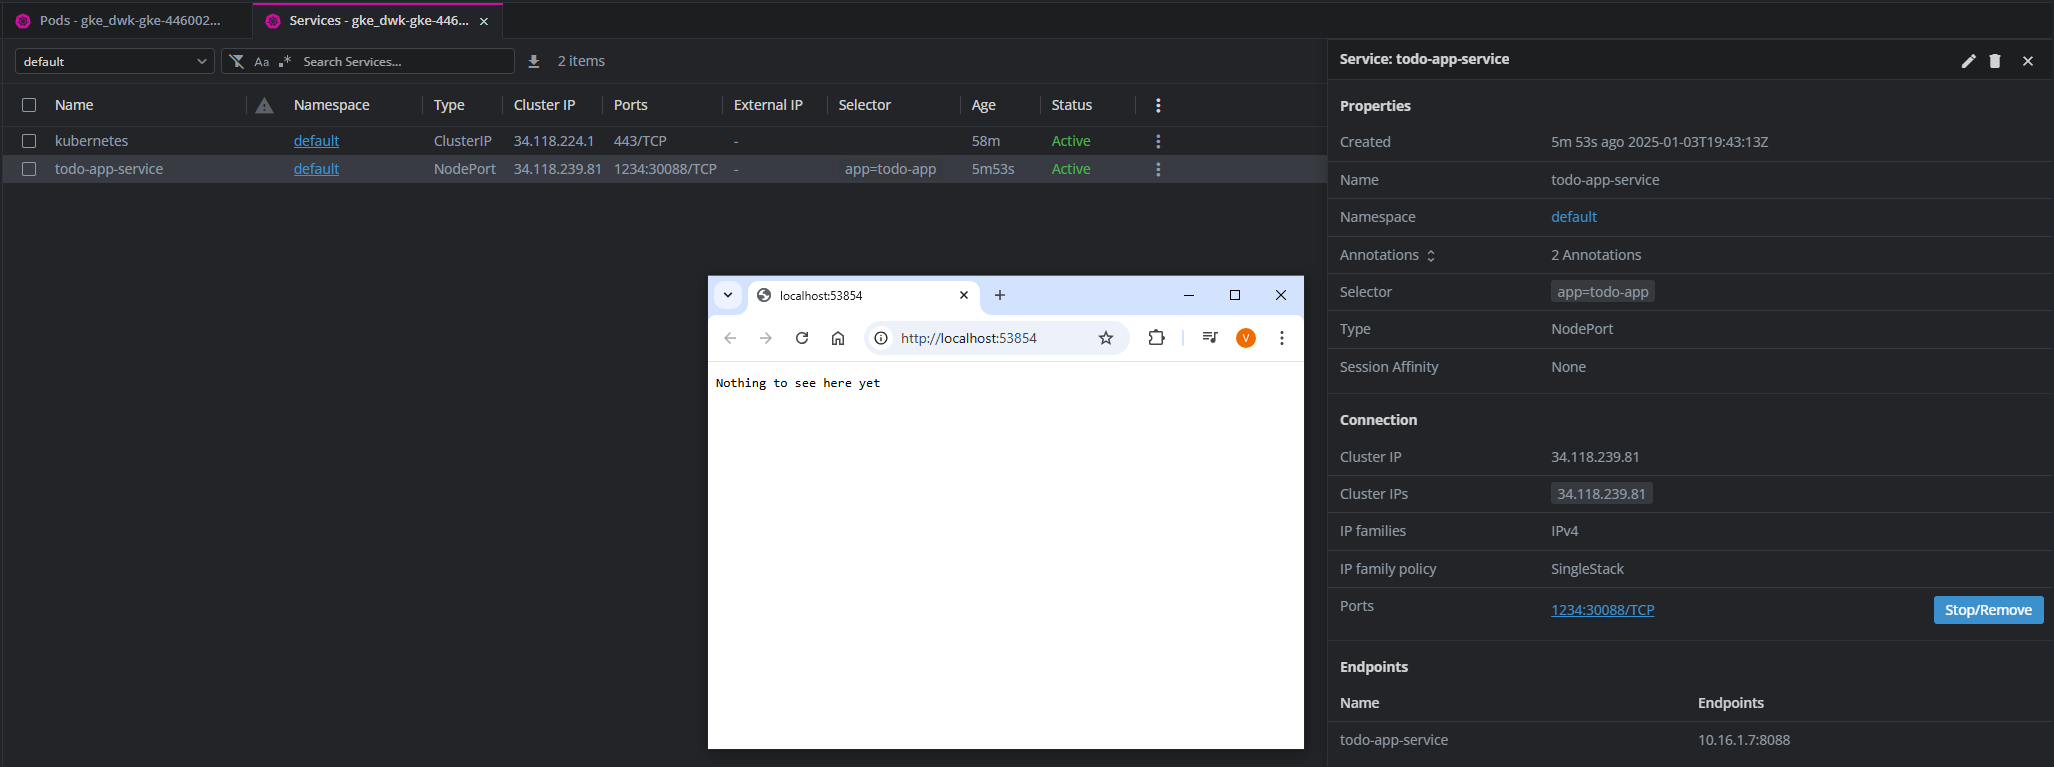 Pods - gke_dwk-gke-446002...
Services - gke_dwk-gke-446...
default
Aa
.*
Search Services...
2 items
Name Namespace Type Cluster IP Ports External IP Selector Age Status
kubernetes default ClusterIP 34.118.224.1 443/TCP - 58m Active
todo-app-service default NodePort 34.118.239.81 1234:30088/TCP - app=todo-app 5m53s Active
localhost:53854
http://localhost:53854
V
Nothing to see here yet
Service: todo-app-service
Properties
Created 5m 53s ago 2025-01-03T19:43:13Z
Name todo-app-service
Namespace default
Annotations 2 Annotations
Selector app=todo-app
Type NodePort
Session Affinity None
Connection
Cluster IP 34.118.239.81
Cluster IPs 34.118.239.81
IP families IPv4
IP family policy SingleStack
Ports 1234:30088/TCP Stop/Remove
Endpoints
Name Endpoints
todo-app-service 10.16.1.7:8088